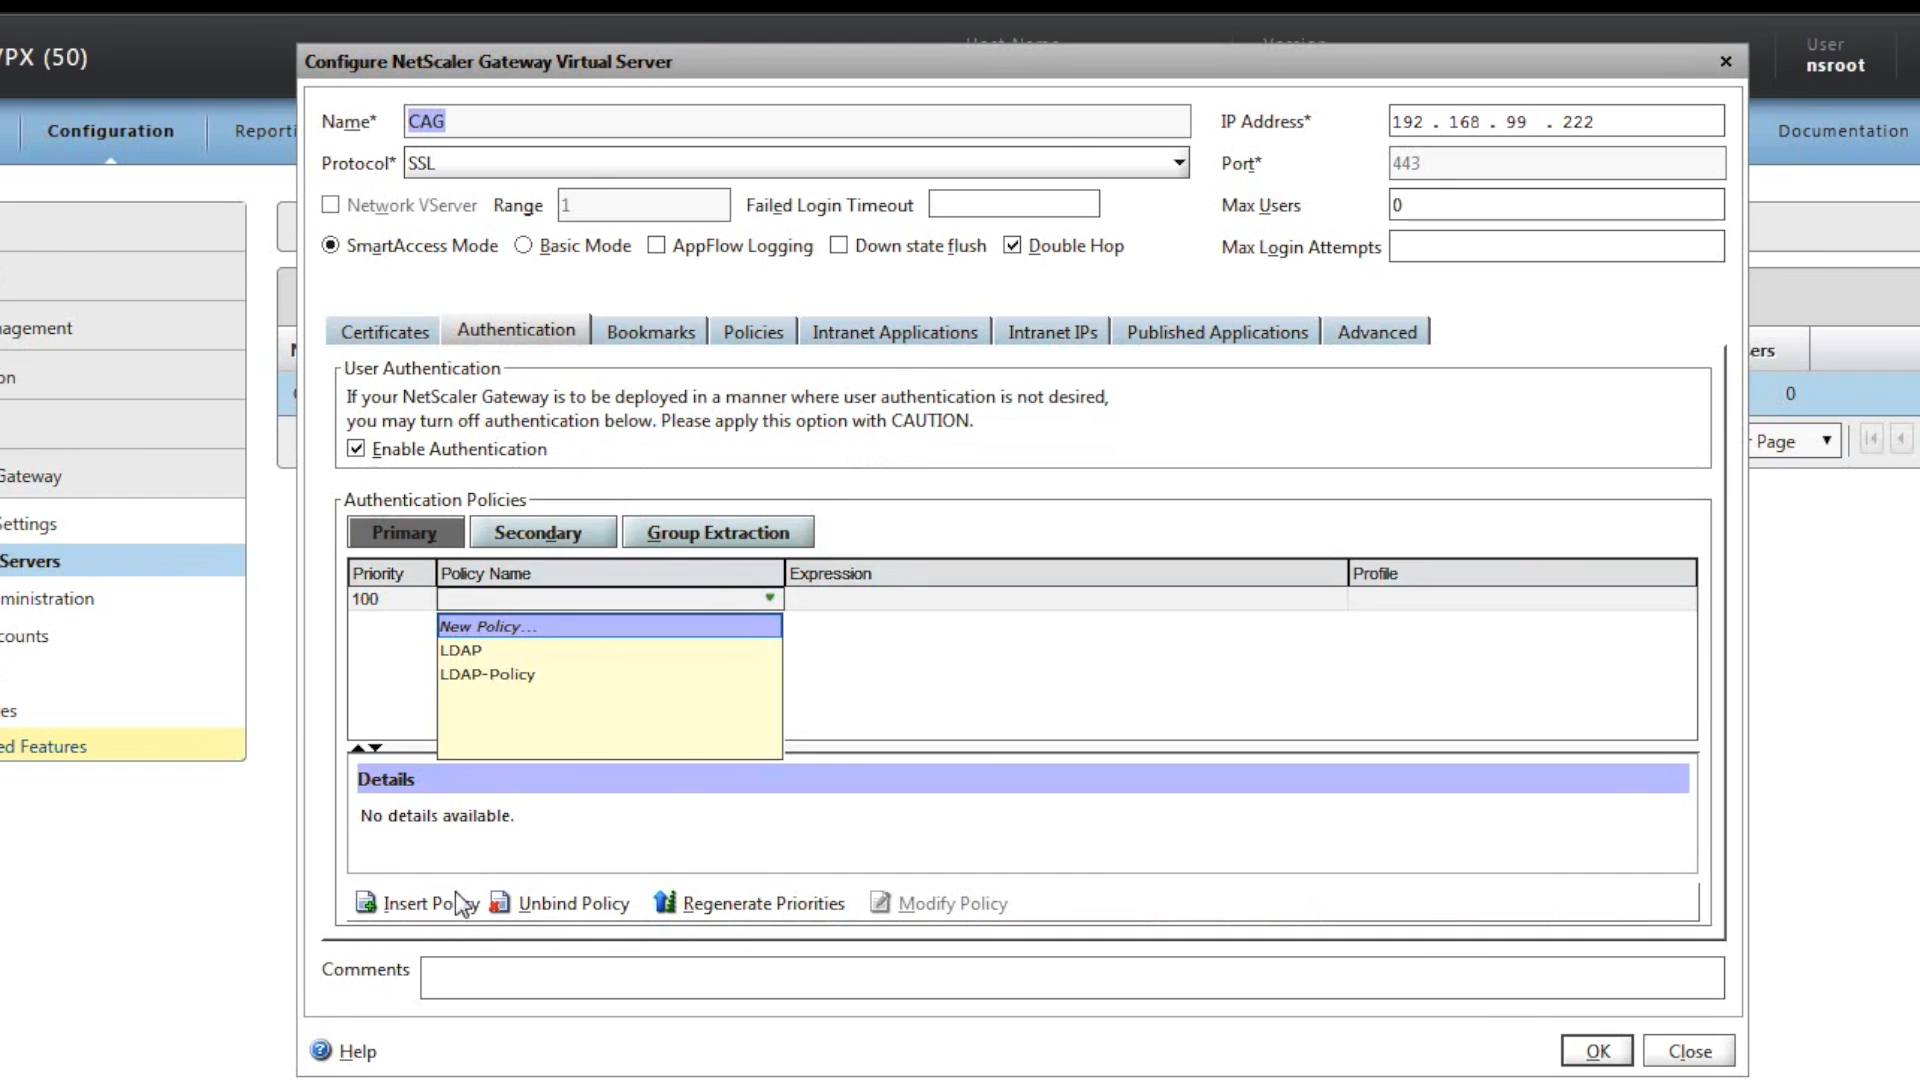 VPX (50)
User
nsroot
Configuration
Reporti
Documentation
Configure NetScaler Gateway Virtual Server
Name* CAG
IP Address* 192 . 168 . 99 . 222
Protocol* SSL
Port* 443
Network VServer Range 1 Failed Login Timeout
Max Users 0
SmartAccess Mode Basic Mode AppFlow Logging Down state flush Double Hop
Max Login Attempts
Certificates Authentication Bookmarks Policies Intranet Applications Intranet IPs Published Applications Advanced
User Authentication
If your NetScaler Gateway is to be deployed in a manner where user authentication is not desired,
you may turn off authentication below. Please apply this option with CAUTION.
Enable Authentication
Authentication Policies
Primary Secondary Group Extraction
Priority Policy Name Expression Profile
100
New Policy...
LDAP
LDAP-Policy
Details
No details available.
Insert Policy Unbind Policy Regenerate Priorities Modify Policy
Comments
Help
OK Close
nagement
on
Gateway
Settings
Servers
ministration
counts
es
ed Features
ers
0
Page